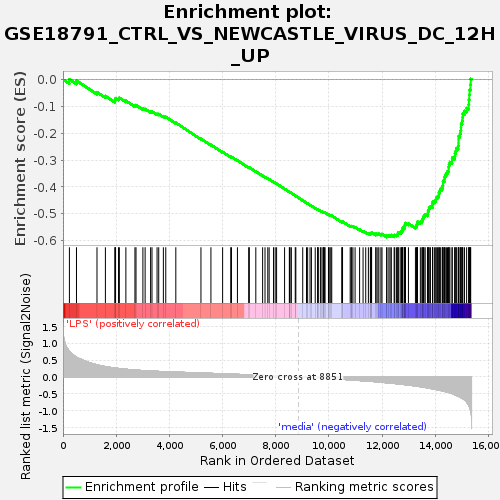 Enrichment plot:
GSE18791_CTRL_VS_NEWCASTLE_VIRUS_DC_12H
_UP
Enrichment score (ES)
0.0
-0.1
-0.2
-0.3
-0.4
-0.5
-0.6
'LPS' (positively correlated)
Ranked list metric (Signal2Noise)
1.5
1.0
0.5
0.0
-0.5
-1.0
-1.5
Zero cross at 8851
'media' (negatively correlated)
0 2,000 4,000 6,000 8,000 10,000 12,000 14,000 16,000
Rank in Ordered Dataset
Enrichment profile Hits Ranking metric scores